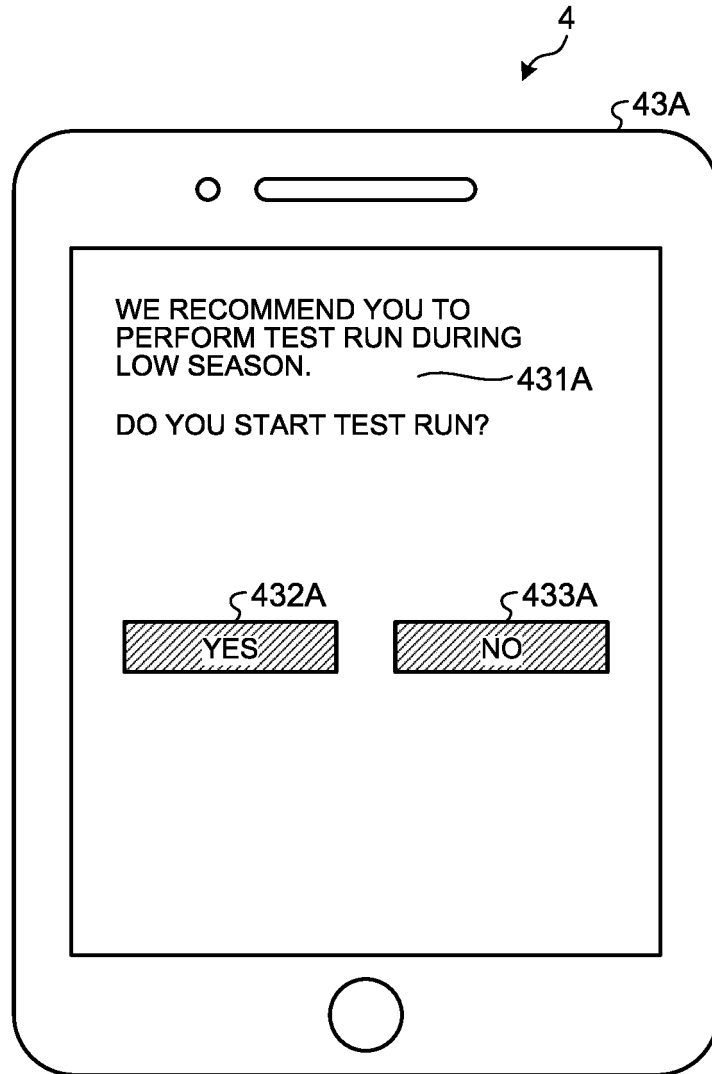 4
43A
WE RECOMMEND YOU TO
PERFORM TEST RUN DURING
LOW SEASON.
431A
DO YOU START TEST RUN?
432A
433A
YES
NO